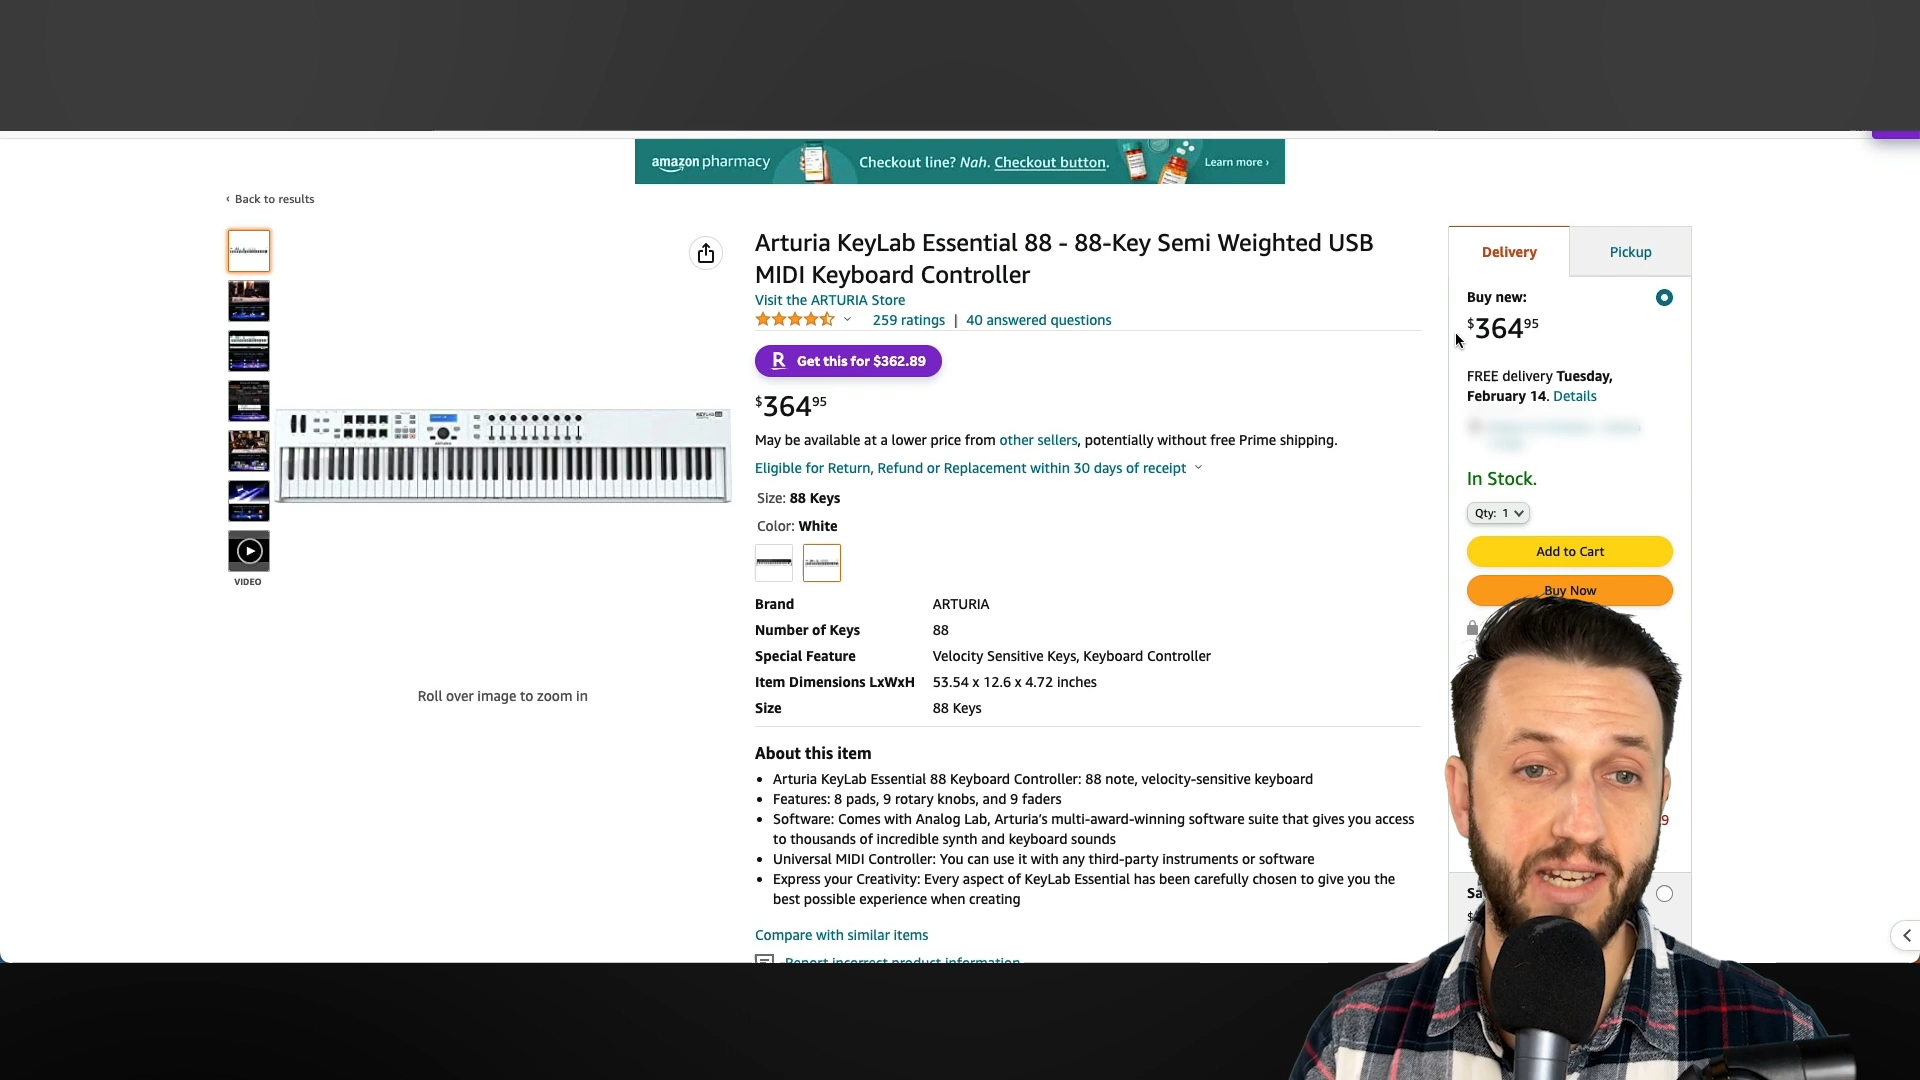 amazon pharmacy
Checkout line? Nah. Checkout button.
Learn more ›
‹ Back to results
VIDEO
Roll over image to zoom in
Arturia KeyLab Essential 88 - 88-Key Semi Weighted USB
MIDI Keyboard Controller
Visit the ARTURIA Store
259 ratings | 40 answered questions
R Get this for $362.89
$364 95
May be available at a lower price from other sellers, potentially without free Prime shipping.
Eligible for Return, Refund or Replacement within 30 days of receipt
Size: 88 Keys
Color: White
Brand ARTURIA
Number of Keys 88
Special Feature Velocity Sensitive Keys, Keyboard Controller
Item Dimensions LxWxH 53.54 x 12.6 x 4.72 inches
Size 88 Keys
About this item
• Arturia KeyLab Essential 88 Keyboard Controller: 88 note, velocity-sensitive keyboard
• Features: 8 pads, 9 rotary knobs, and 9 faders
• Software: Comes with Analog Lab, Arturia’s multi-award-winning software suite that gives you access
to thousands of incredible synth and keyboard sounds
• Universal MIDI Controller: You can use it with any third-party instruments or software
• Express your Creativity: Every aspect of KeyLab Essential has been carefully chosen to give you the
best possible experience when creating
Compare with similar items
Report incorrect product information
Delivery
Pickup
Buy new:
$364 95
FREE delivery Tuesday,
February 14. Details
In Stock.
Qty: 1
Add to Cart
Buy Now
9
Sa